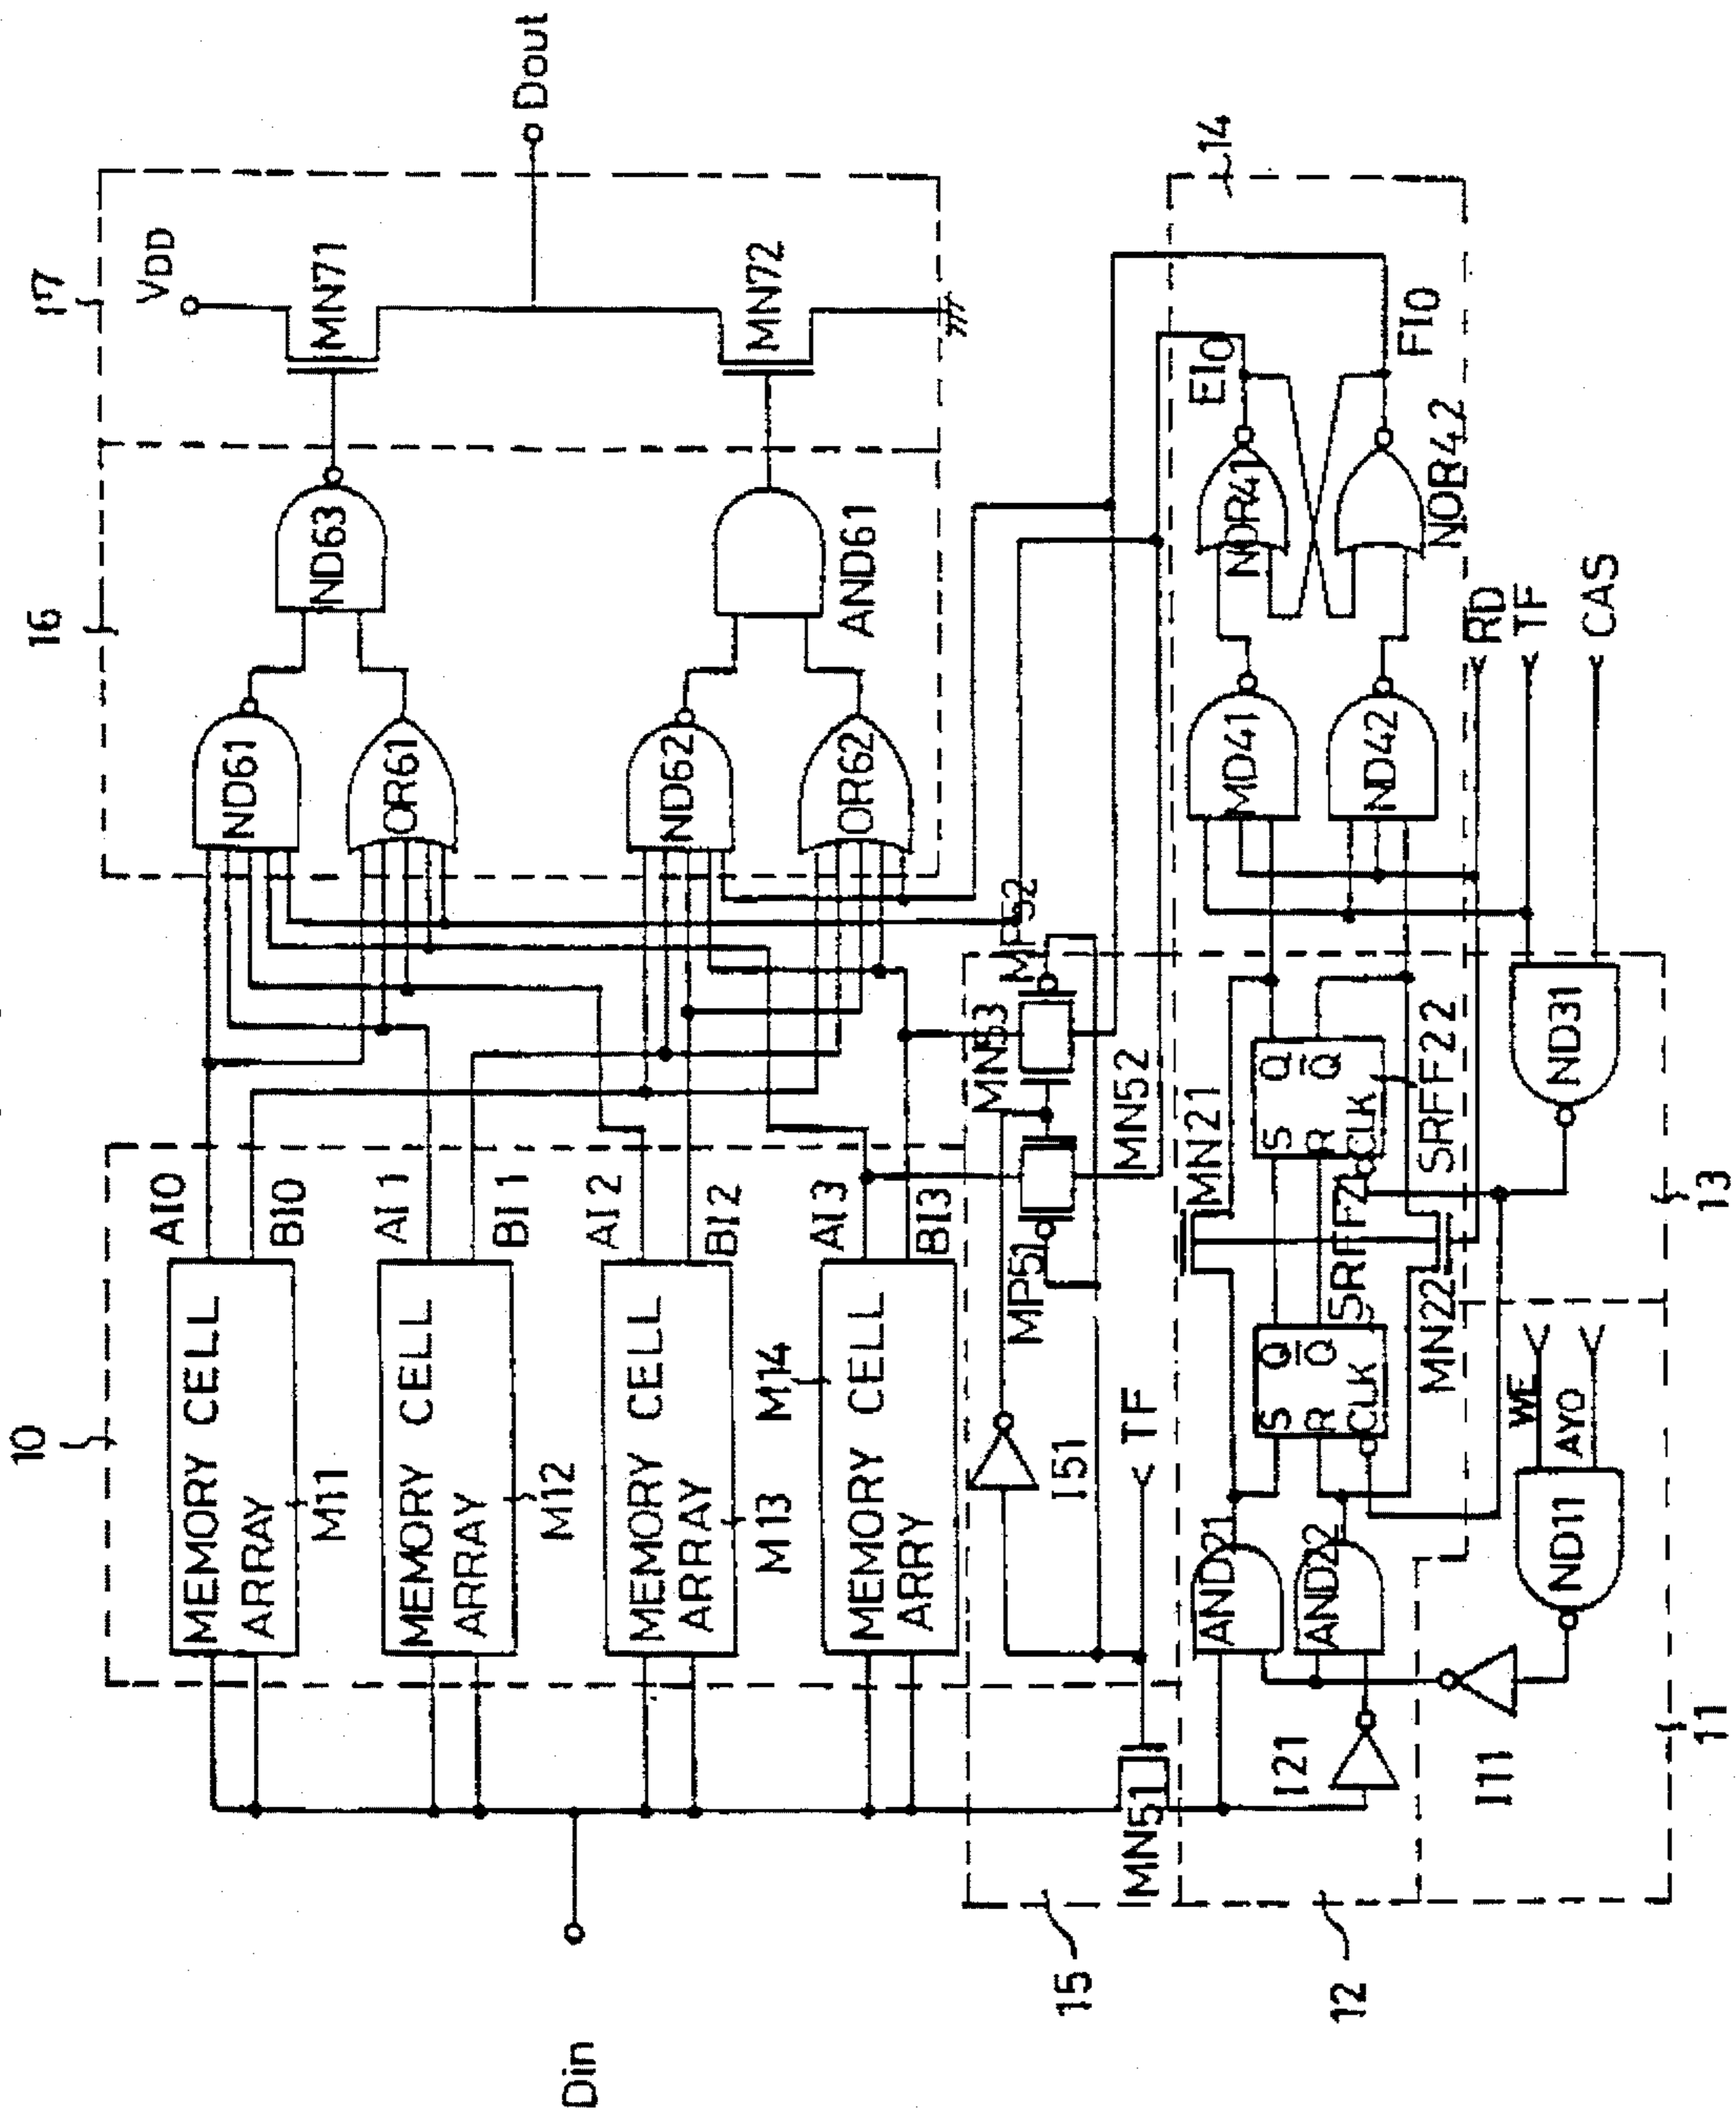 17
VDD
MN71
MN72
Dout
16
ND63
AND61
ND61
OR61
ND62
OR62
14
EI0
FI0
NOR41
NOR42
MD41
ND42
RD
TF
CAS
10
AI0
BI0
AI1
BI1
AI2
BI2
AI3
BI3
MEMORY CELL
ARRAY
M11
MEMORY CELL
ARRAY
M12
MEMORY CELL
ARRAY
M13
M14
MEMORY CELL
ARRY
MP52
MN53
MN52
MP51
I51
TF
MN51
15
MN21
S
R
Q
Q̅
CLK
SRFF22
SRFF21
S
R
Q
Q̅
CLK
MN22
ND31
13
AND21
AND22
I21
12
WE
AY0
ND11
I11
11
Din